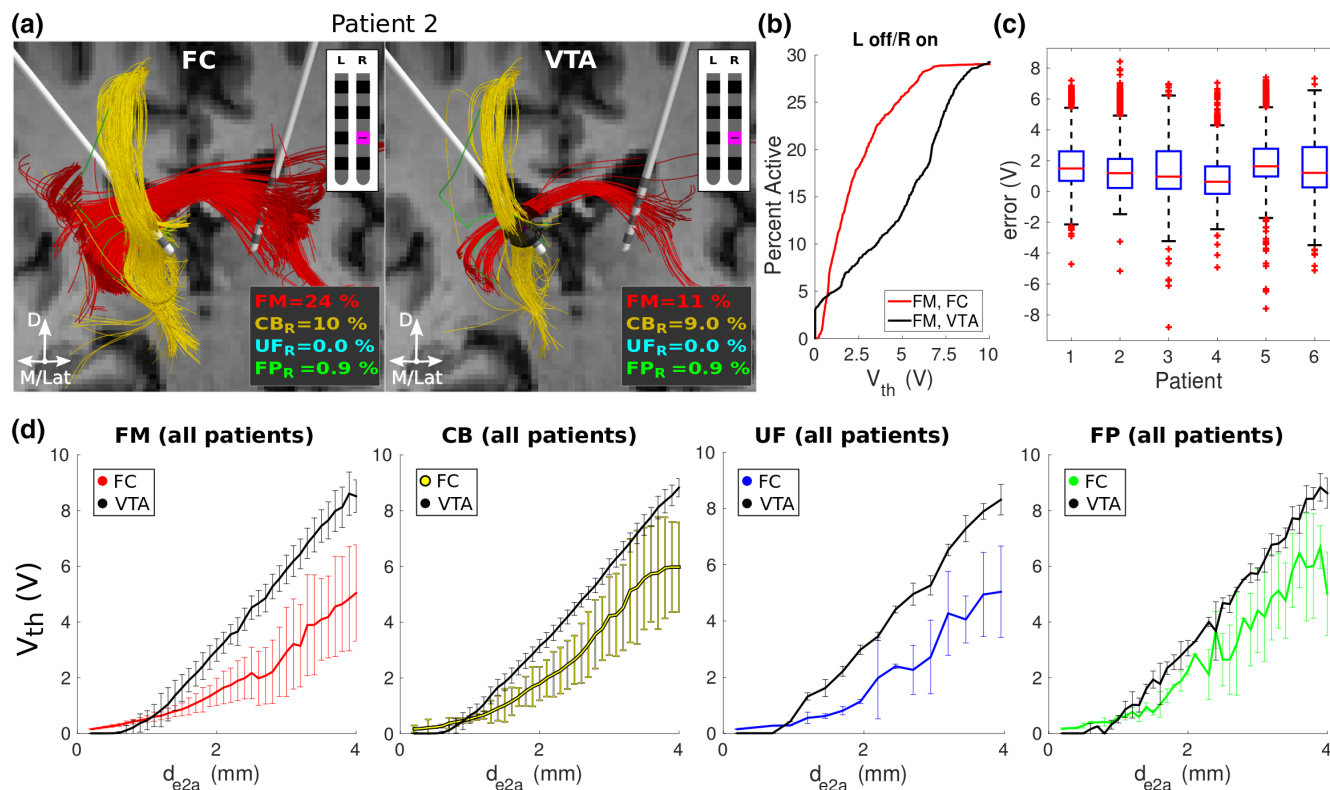 (a)
Patient 2
FC
L R
D
M/Lat
FM=24 %
CB_R=10 %
UF_R=0.0 %
FP_R =0.9 %
VTA
L R
D
M/Lat
FM=11 %
CB_R=9.0 %
UF_R=0.0 %
FP_R =0.9 %
(b)
L off/R on
Percent Active
30
25
20
15
10
5
0
0 2.5 5 7.5 10
V_th (V)
FM, FC
FM, VTA
(c)
error (V)
8
6
4
2
0
-2
-4
-6
-8
1 2 3 4 5 6
Patient
(d)
FM (all patients)
FC
VTA
V_th (V)
10
8
6
4
2
0
0 2 4
d_e2a (mm)
CB (all patients)
FC
VTA
10
8
6
4
2
0
2 4
d_e2a (mm)
UF (all patients)
FC
VTA
10
8
6
4
2
0
0 2 4
d_e2a (mm)
FP (all patients)
FC
VTA
10
8
6
4
2
0
0 2 4
d_e2a (mm)